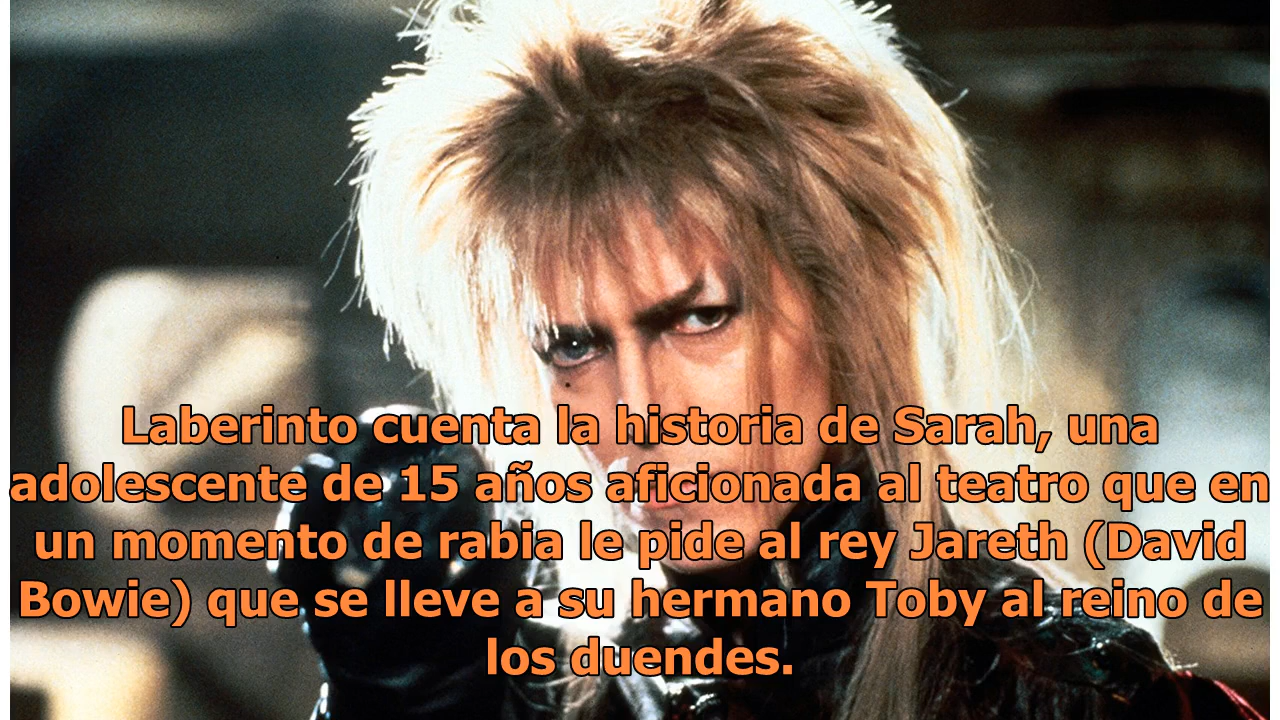 Laberinto cuenta la historia de Sarah, una
adolescente de 15 años aficionada al teatro que en
un momento de rabia le pide al rey Jareth (David
Bowie) que se lleve a su hermano Toby al reino de
los duendes.